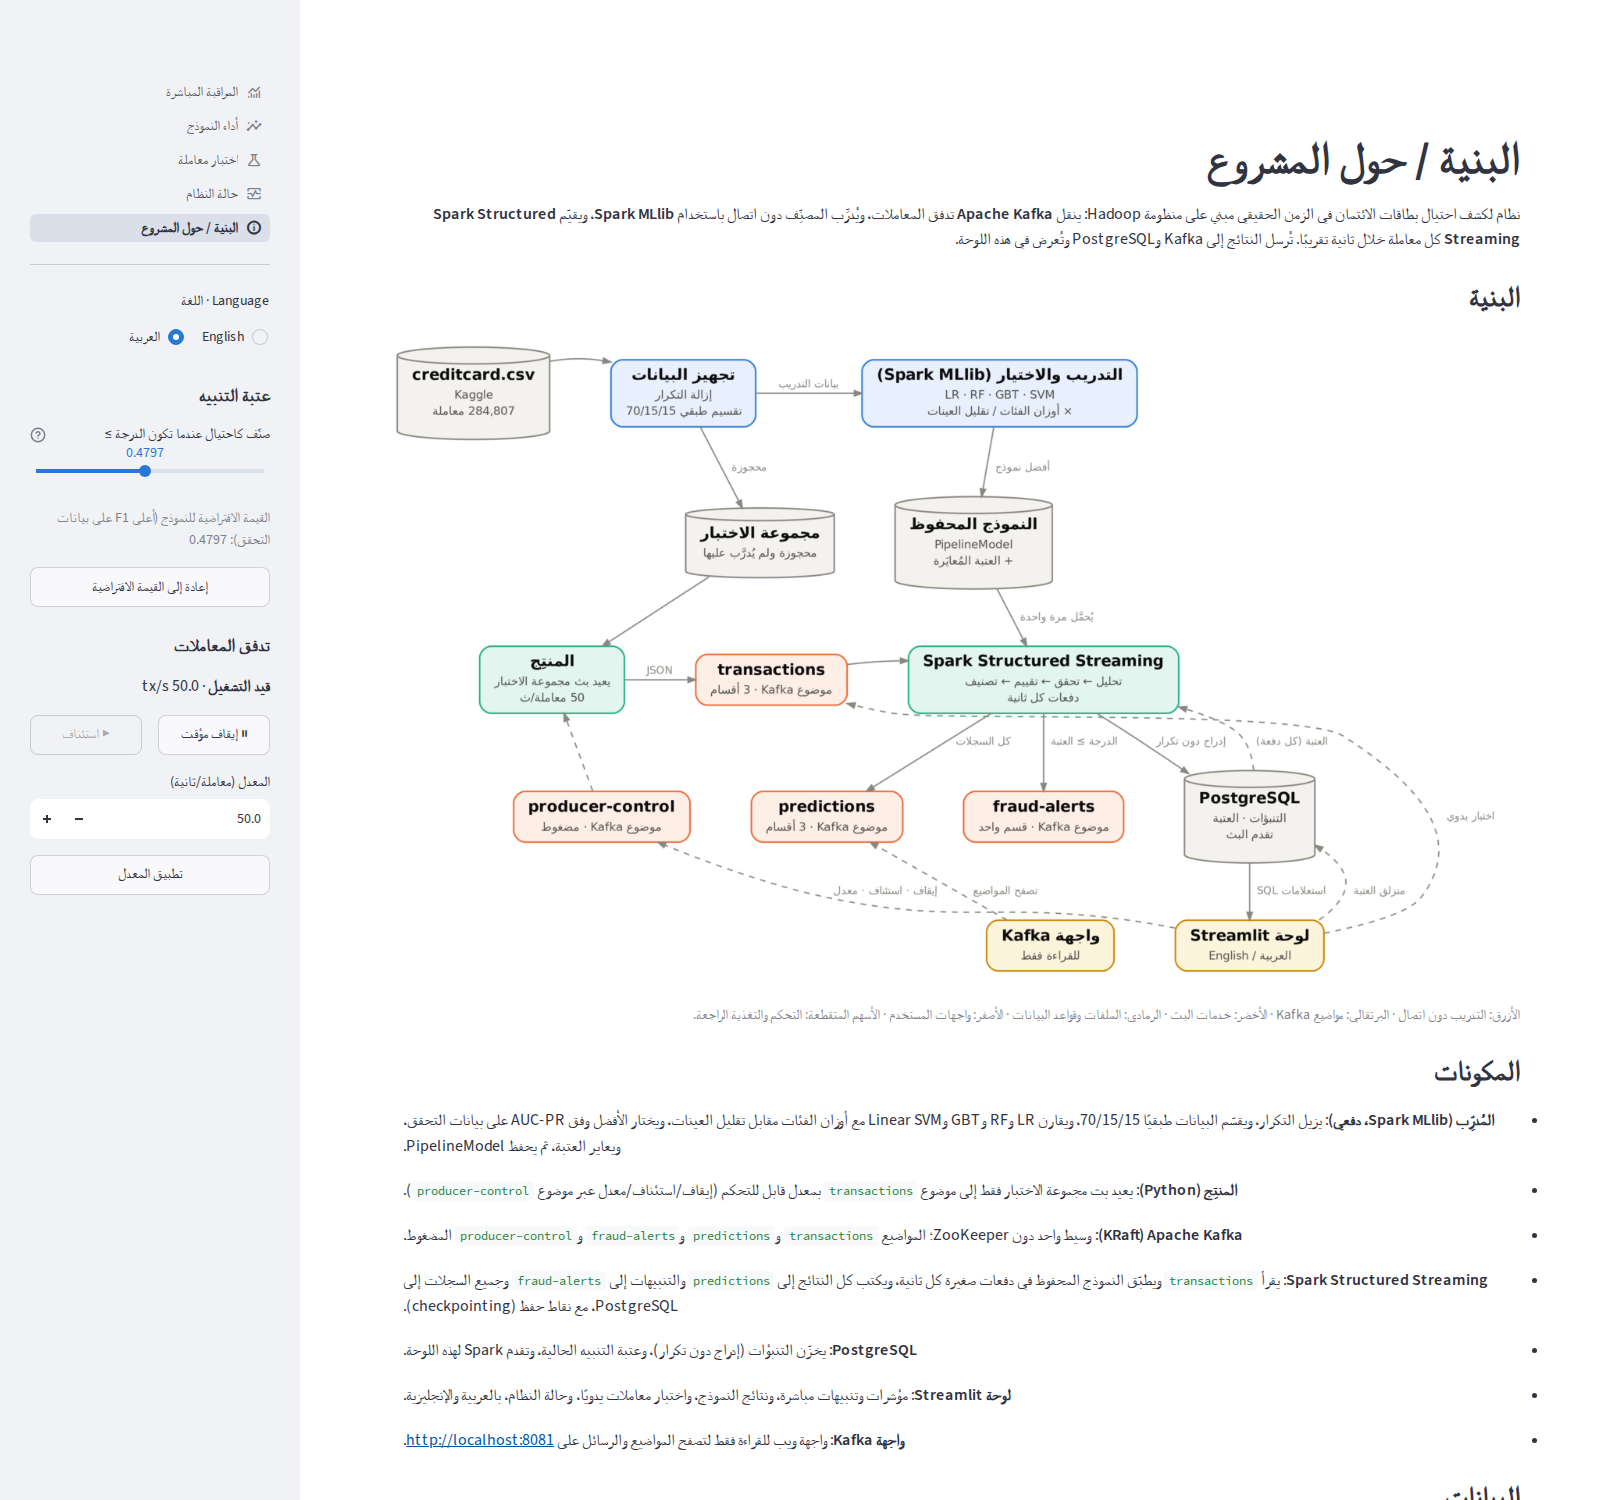 المراقبة المباشرة
أداء النموذج
اختبار معاملة
حالة النظام
البنية / حول المشروع
Language · اللغة
English
العربية
عتبة التنبيه
صنّف كاحتيال عندما تكون الدرجة ≥
0.4797
القيمة الافتراضية للنموذج (أعلى F1 على بيانات
التحقق): 0.4797
إعادة إلى القيمة الافتراضية
تدفق المعاملات
قيد التشغيل · 50.0 tx/s
⏸ إيقاف مؤقت
▶ استئناف
المعدل (معاملة/ثانية)
50.0
تطبيق المعدل
البنية / حول المشروع
نظام لكشف احتيال بطاقات الائتمان في الزمن الحقيقي مبني على منظومة Hadoop: ينقل Apache Kafka تدفق المعاملات، ويُدرَّب المصنِّف دون اتصال باستخدام Spark MLlib، ويقيّم Spark Structured
Streaming كل معاملة خلال ثانية تقريبًا. تُرسل النتائج إلى Kafka وPostgreSQL وتُعرض في هذه اللوحة.
البنية
creditcard.csv
Kaggle
284,807 معاملة
تجهيز البيانات
إزالة التكرار
تقسيم طبقي 70/15/15
بيانات التدريب
التدريب والاختيار (Spark MLlib)
LR · RF · GBT · SVM
× أوزان الفئات / تقليل العينات
محجوزة
أفضل نموذج
مجموعة الاختبار
محجوزة ولم يُدرَّب عليها
النموذج المحفوظ
PipelineModel
+ العتبة المُعايَرة
يُحمَّل مرة واحدة
المنتِج
يعيد بث مجموعة الاختبار
50 معاملة/ث
JSON
transactions
موضوع Kafka · 3 أقسام
Spark Structured Streaming
تحليل ← تحقق ← تقييم ← تصنيف
دفعات كل ثانية
كل السجلات
الدرجة ≥ العتبة
إدراج دون تكرار
العتبة (كل دفعة)
producer-control
موضوع Kafka · مضغوط
predictions
موضوع Kafka · 3 أقسام
fraud-alerts
موضوع Kafka · قسم واحد
PostgreSQL
التنبؤات · العتبة
تقدم البث
اختبار يدوي
إيقاف · استئناف · معدل
تصفح المواضيع
استعلامات SQL
منزلق العتبة
واجهة Kafka
للقراءة فقط
لوحة Streamlit
العربية / English
الأزرق: التدريب دون اتصال · البرتقالي: مواضيع Kafka · الأخضر: خدمات البث · الرمادي: الملفات وقواعد البيانات · الأصفر: واجهات المستخدم · الأسهم المتقطعة: التحكم والتغذية الراجعة.
المكونات
المُدرِّب (Spark MLlib، دفعي): يزيل التكرار، ويقسّم البيانات طبقيًا 70/15/15، ويقارن LR وRF وGBT وLinear SVM مع أوزان الفئات مقابل تقليل العينات، ويختار الأفضل وفق AUC-PR على بيانات التحقق،
ويعاير العتبة، ثم يحفظ PipelineModel.
المنتِج (Python): يعيد بث مجموعة الاختبار فقط إلى موضوع transactions بمعدل قابل للتحكم (إيقاف/استئناف/معدل عبر موضوع producer-control).
Apache Kafka (KRaft): وسيط واحد دون ZooKeeper؛ المواضيع transactions و predictions و fraud-alerts و producer-control المضغوط.
Spark Structured Streaming: يقرأ transactions ويطبّق النموذج المحفوظ في دفعات صغيرة كل ثانية، ويكتب كل النتائج إلى predictions والتنبيهات إلى fraud-alerts وجميع السجلات إلى
PostgreSQL، مع نقاط حفظ (checkpointing).
PostgreSQL: يخزّن التنبؤات (إدراج دون تكرار)، وعتبة التنبيه الحالية، وتقدم Spark لهذه اللوحة.
لوحة Streamlit: مؤشرات وتنبيهات مباشرة، ونتائج النموذج، واختبار معاملات يدويًا، وحالة النظام، بالعربية والإنجليزية.
واجهة Kafka: واجهة ويب للقراءة فقط لتصفح المواضيع والرسائل على http://localhost:8081.
البيانات